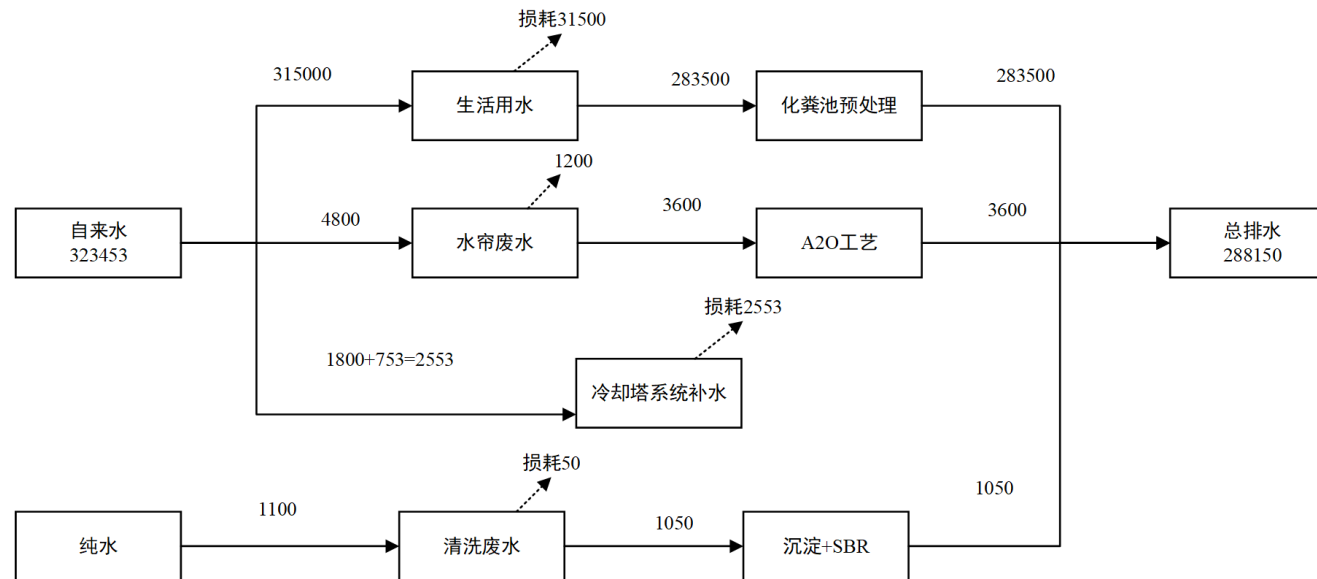 损耗31500
315000
生活用水
283500
化粪池预处理
283500
1200
自来水
323453
4800
水帘废水
3600
A2O工艺
3600
总排水
288150
损耗2553
1800+753=2553
冷却塔系统补水
损耗50
纯水
1100
清洗废水
1050
沉淀+SBR
1050